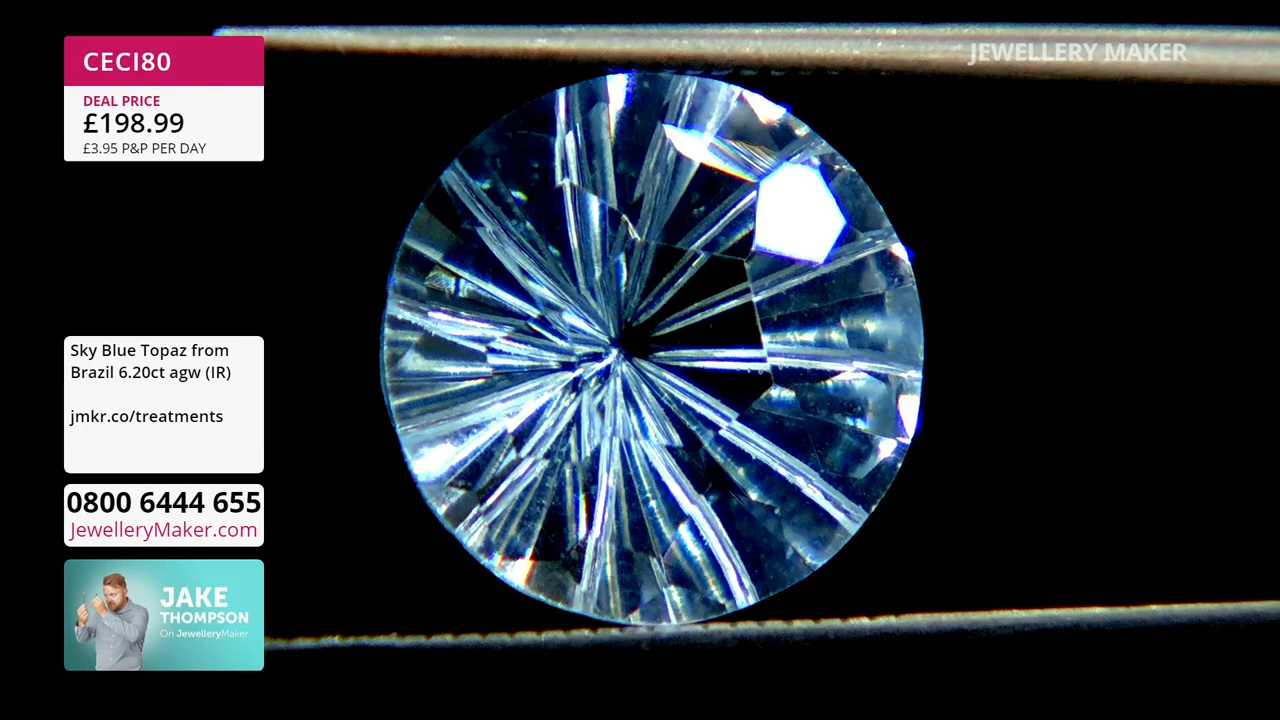 CECI80
DEAL PRICE
£198.99
£3.95 P&P PER DAY
JEWELLERY MAKER
Sky Blue Topaz from
Brazil 6.20ct agw (IR)
jmkr.co/treatments
0800 6444 655
JewelleryMaker.com
JAKE
THOMPSON
On JewelleryMaker